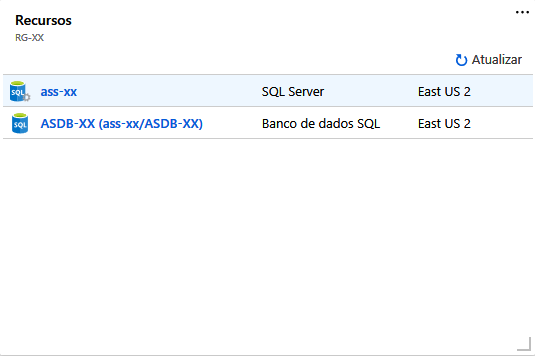 Recursos
RG-XX
Atualizar
SQL ass-xx SQL Server East US 2
SQL ASDB-XX (ass-xx/ASDB-XX) Banco de dados SQL East US 2